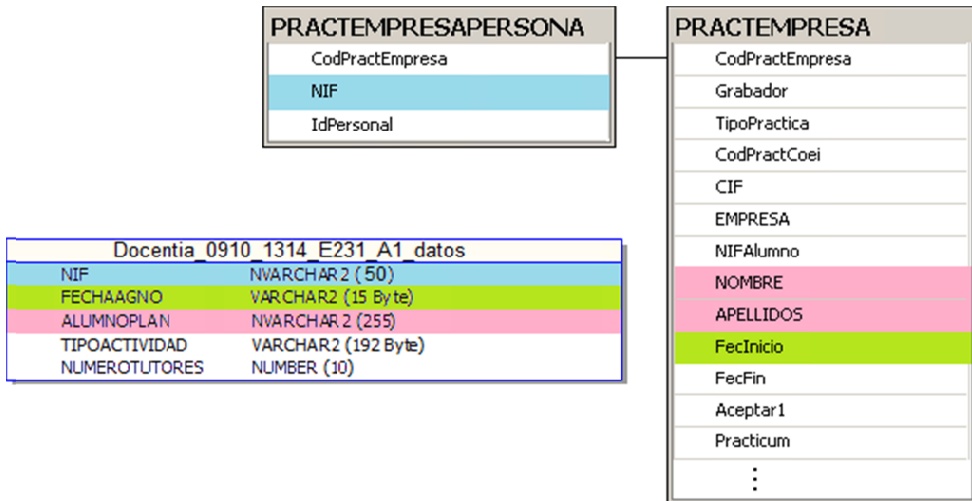 PRACTEMPRESAPERSONA
CodPractEmpresa
NIF
IdPersonal
PRACTEMPRESA
CodPractEmpresa
Grabador
TipoPractica
CodPractCoei
CIF
EMPRESA
NIFAlumno
NOMBRE
APELLIDOS
FecInicio
FecFin
Aceptar1
Practicum
⋮
Docentia_0910_1314_E231_A1_datos
NIF NVARCHAR2 (50)
FECHAAGNO VARCHAR2 (15 Byte)
ALUMNOPLAN NVARCHAR2 (255)
TIPOACTIVIDAD VARCHAR2 (192 Byte)
NUMEROTUTORES NUMBER (10)